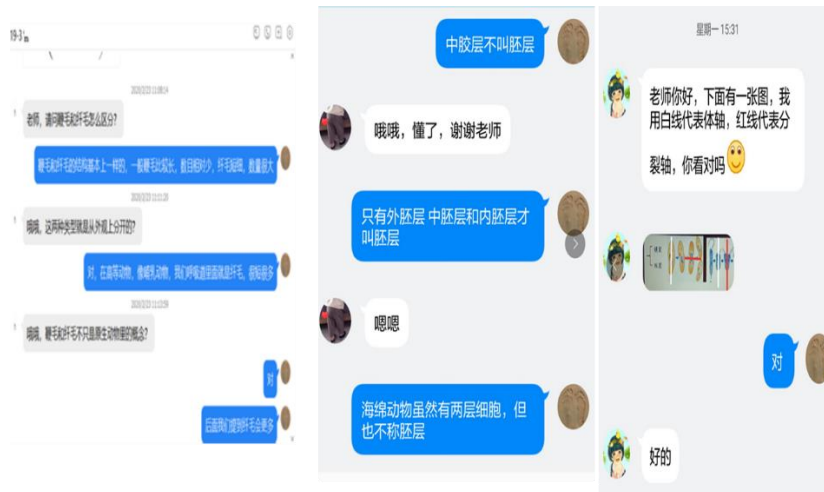 老师，请问鞭毛和纤毛怎么区分?
鞭毛和纤毛的结构基本上一样的，一般鞭毛比较长，数目相对少，纤毛短细，数量很大
哦哦，这两种类型就是从外观上分开的?
对，在高等动物，像哺乳动物，我们呼吸道里面就是纤毛，很短很多
哦哦，鞭毛和纤毛不只是原生动物里的概念?
对
后面我们提到纤毛会更多
中胶层不叫胚层
哦哦，懂了，谢谢老师
只有外胚层 中胚层和内胚层才
叫胚层
嗯嗯
海绵动物虽然有两层细胞，但
也不称胚层
星期一 15:31
老师你好，下面有一张图，我
用白线代表体轴，红线代表分
裂轴，你看对吗
对
好的